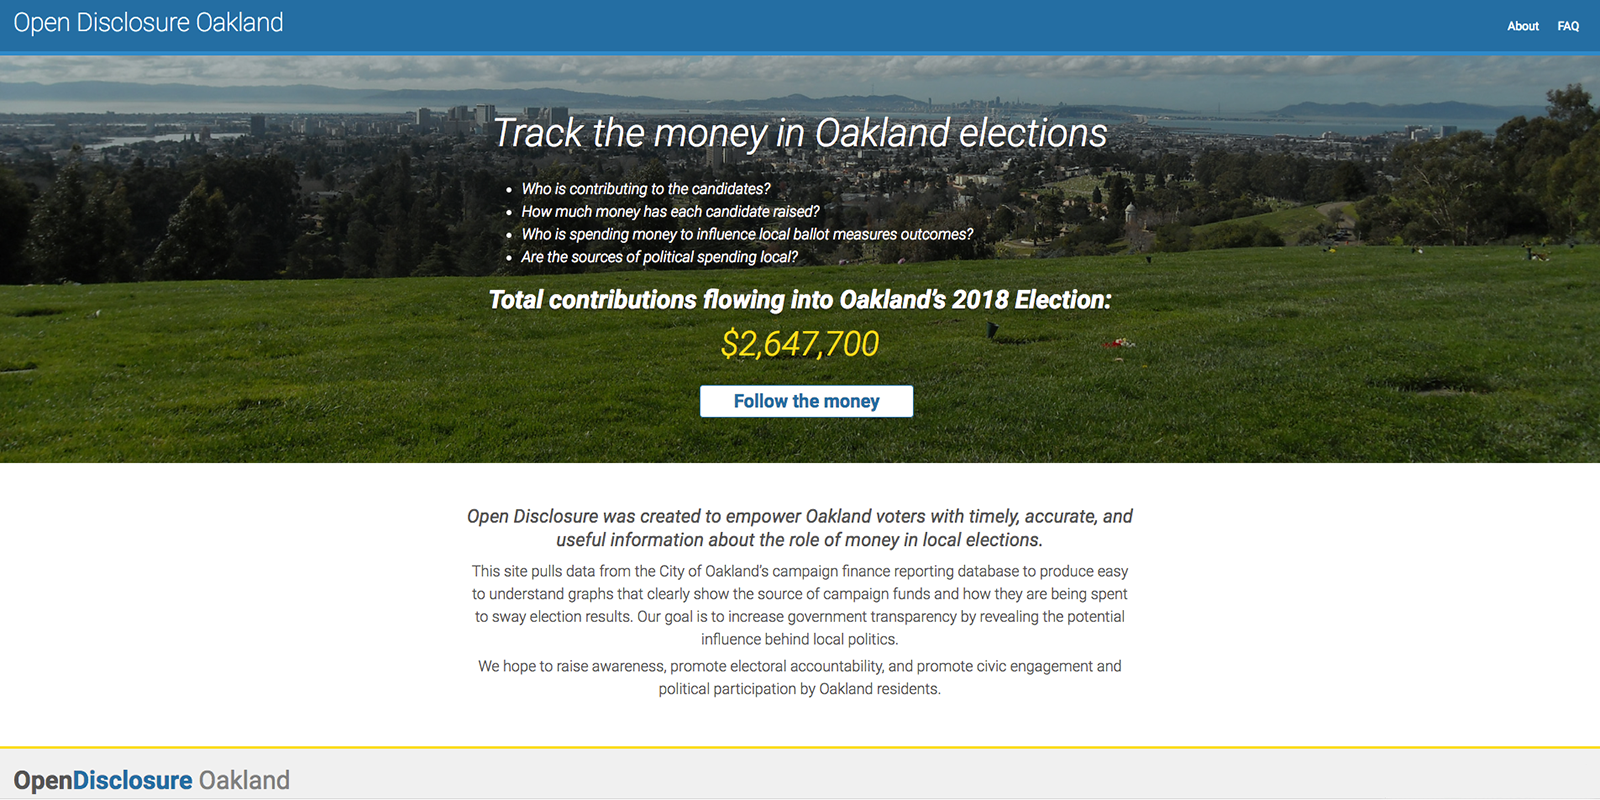 Open Disclosure Oakland
About FAQ
Track the money in Oakland elections
• Who is contributing to the candidates?
• How much money has each candidate raised?
• Who is spending money to influence local ballot measures outcomes?
• Are the sources of political spending local?
Total contributions flowing into Oakland's 2018 Election:
$2,647,700
Follow the money
Open Disclosure was created to empower Oakland voters with timely, accurate, and
useful information about the role of money in local elections.
This site pulls data from the City of Oakland's campaign finance reporting database to produce easy
to understand graphs that clearly show the source of campaign funds and how they are being spent
to sway election results. Our goal is to increase government transparency by revealing the potential
influence behind local politics.
We hope to raise awareness, promote electoral accountability, and promote civic engagement and
political participation by Oakland residents.
OpenDisclosure Oakland